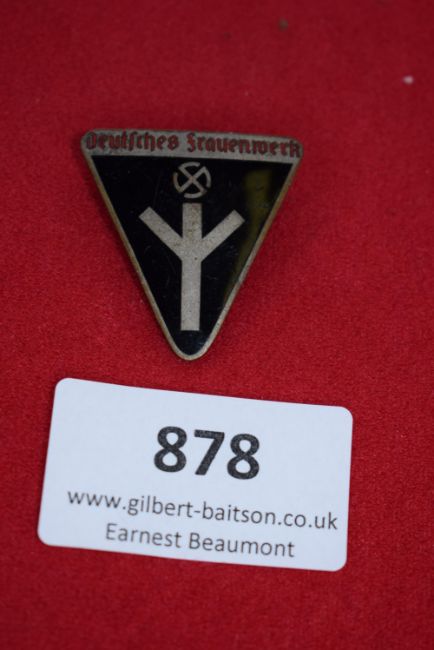 Deutſches Frauenwerk
878
www.gilbert-baitson.co.uk
Earnest Beaumont